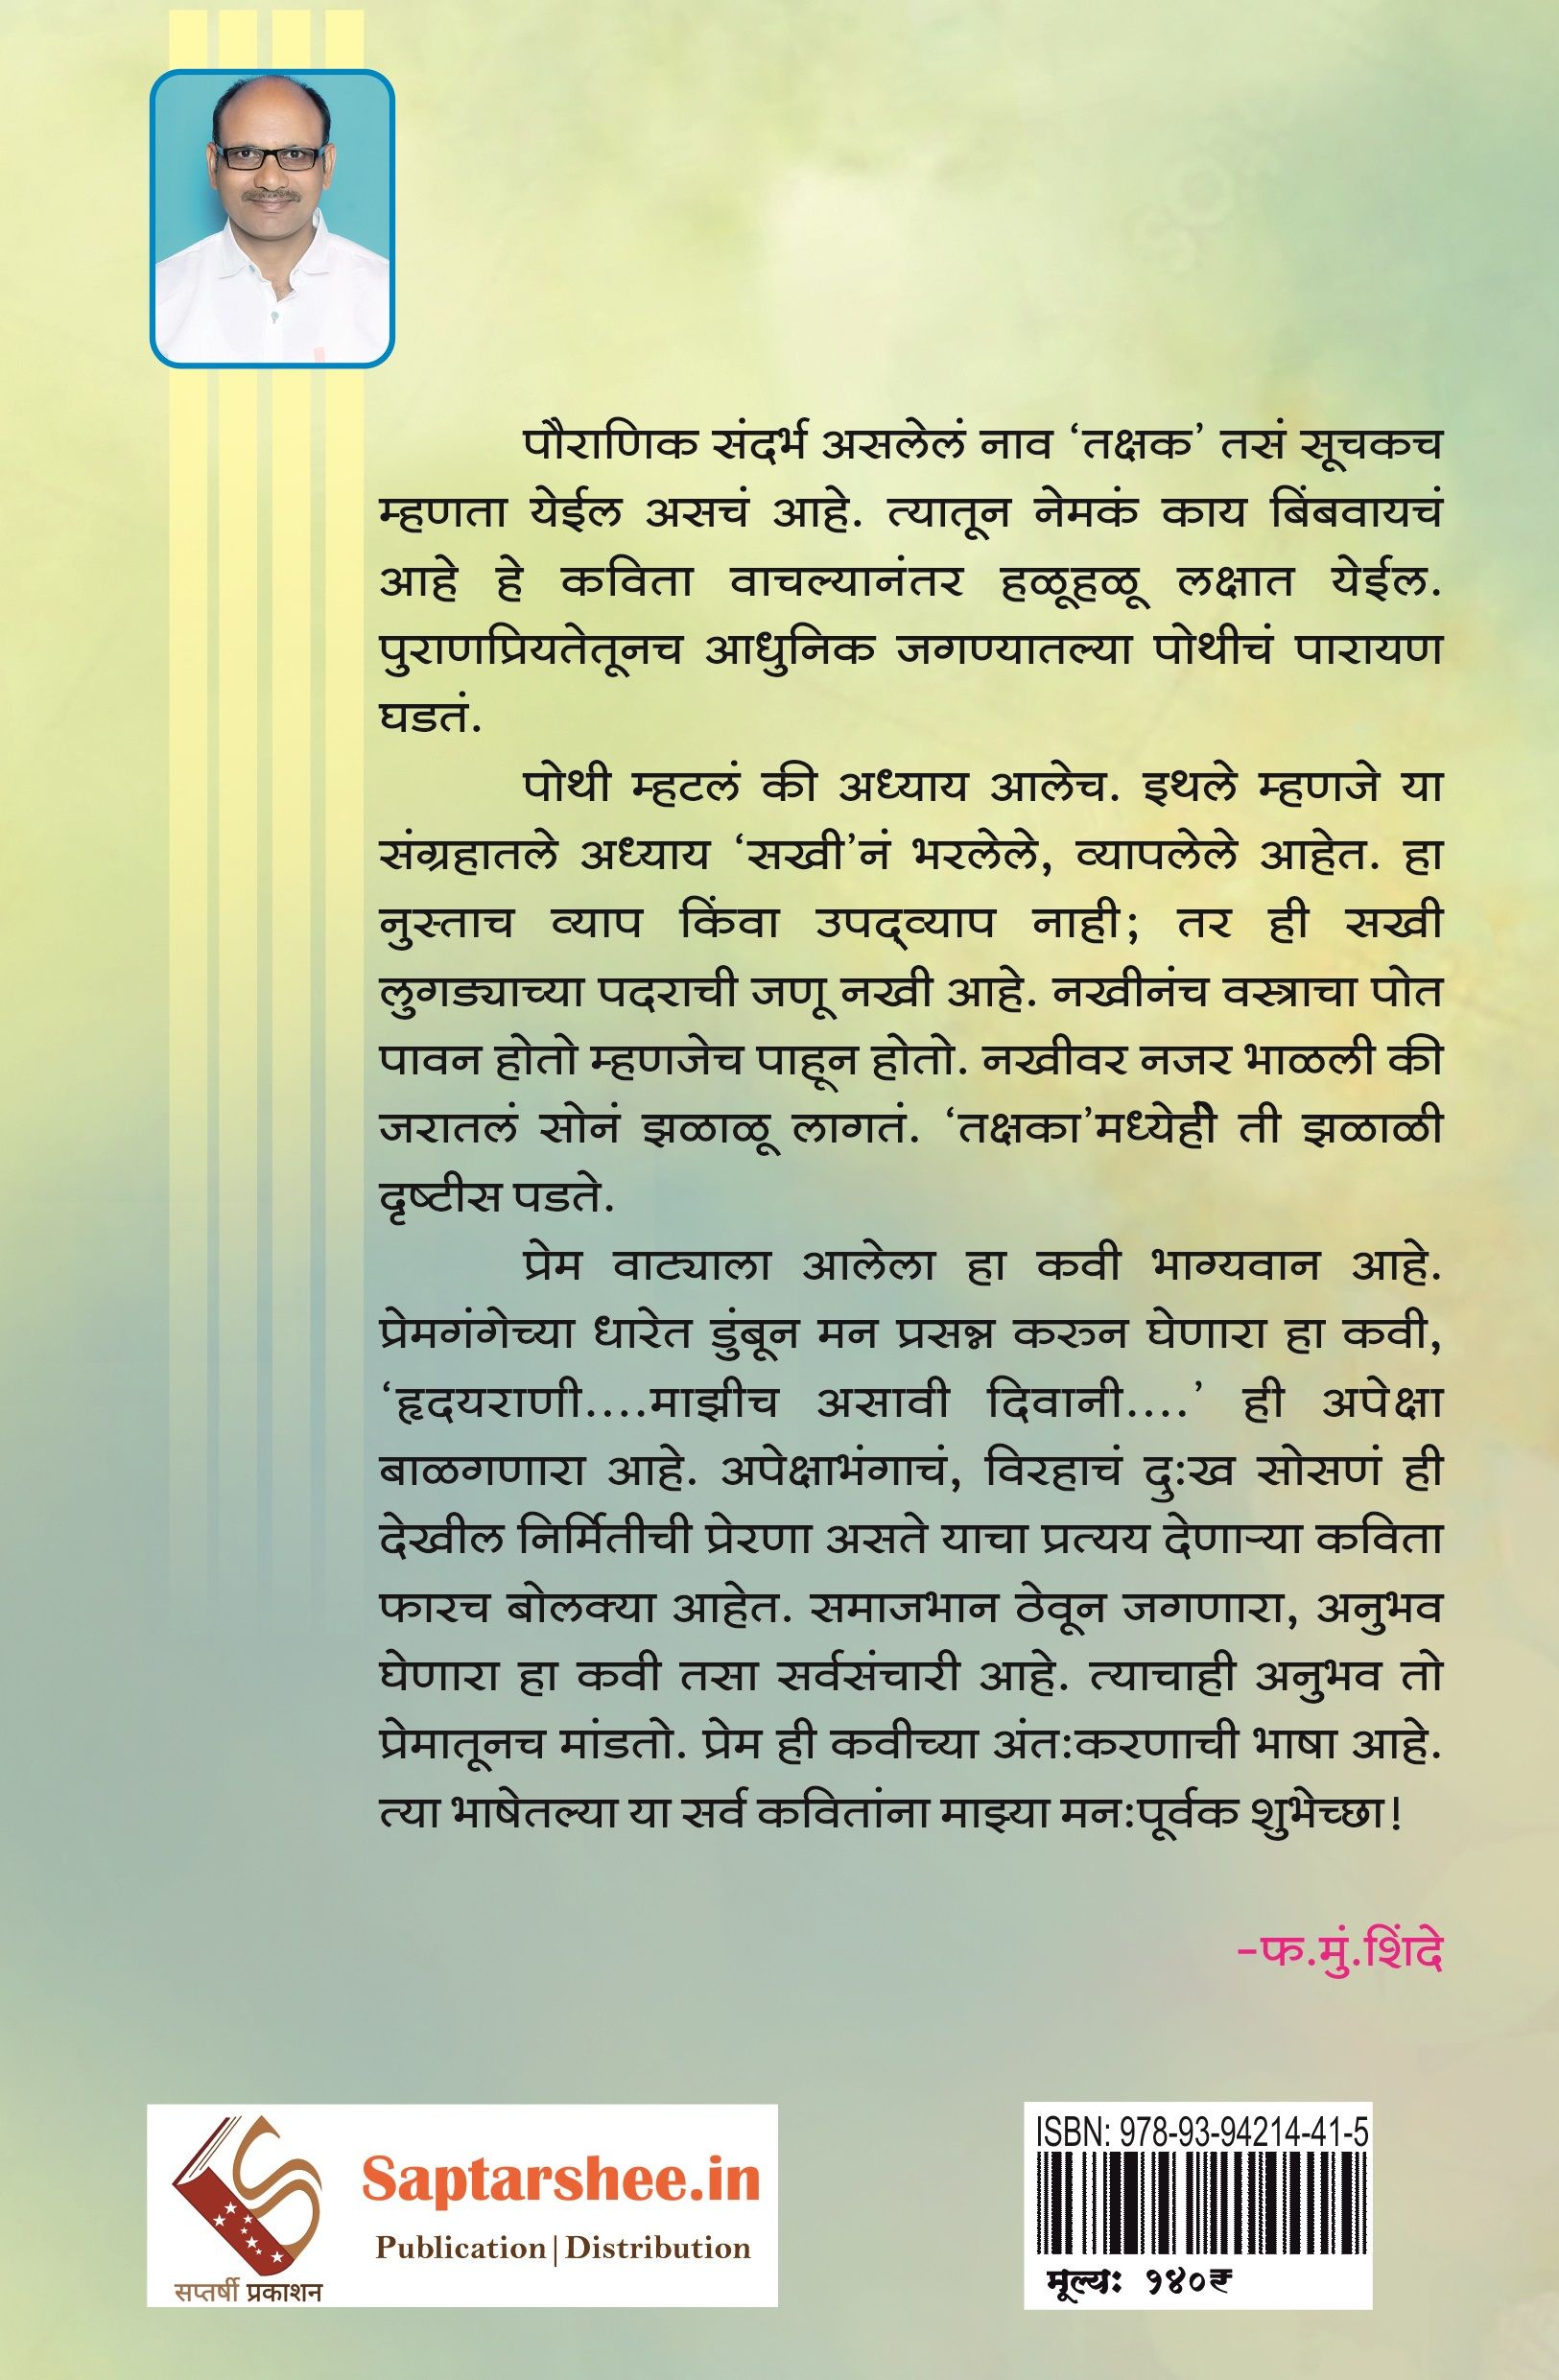 पौराणिक संदर्भ असलेलं नाव ‘तक्षक’ तसं सूचकच
म्हणता येईल असचं आहे. त्यातून नेमकं काय बिंबवायचं
आहे हे कविता वाचल्यानंतर हळूहळू लक्षात येईल.
पुराणप्रियतेतूनच आधुनिक जगण्यातल्या पोथीचं पारायण
घडतं.
पोथी म्हटलं की अध्याय आलेच. इथले म्हणजे या
संग्रहातले अध्याय ‘सखी’नं भरलेले, व्यापलेले आहेत. हा
नुस्ताच व्याप किंवा उपद्‌व्याप नाही; तर ही सखी
लुगड्याच्या पदराची जणू नखी आहे. नखीनंच वस्त्राचा पोत
पावन होतो म्हणजेच पाहून होतो. नखीवर नजर भाळली की
जरातलं सोनं झळाळू लागतं. ‘तक्षका’मध्येही ती झळाळी
दृष्टीस पडते.
प्रेम वाट्याला आलेला हा कवी भाग्यवान आहे.
प्रेमगंगेच्या धारेत डुंबून मन प्रसन्न करुन घेणारा हा कवी,
‘हृदयराणी....माझीच असावी दिवानी....’ ही अपेक्षा
बाळगणारा आहे. अपेक्षाभंगाचं, विरहाचं दु:ख सोसणं ही
देखील निर्मितीची प्रेरणा असते याचा प्रत्यय देणाऱ्या कविता
फारच बोलक्या आहेत. समाजभान ठेवून जगणारा, अनुभव
घेणारा हा कवी तसा सर्वसंचारी आहे. त्याचाही अनुभव तो
प्रेमातूनच मांडतो. प्रेम ही कवीच्या अंत:करणाची भाषा आहे.
त्या भाषेतल्या या सर्व कवितांना माझ्या मन:पूर्वक शुभेच्छा!
-फ.मुं.शिंदे
Saptarshee.in
Publication|Distribution
सप्तर्षी प्रकाशन
ISBN: 978-93-94214-41-5
मूल्य: १४०₹